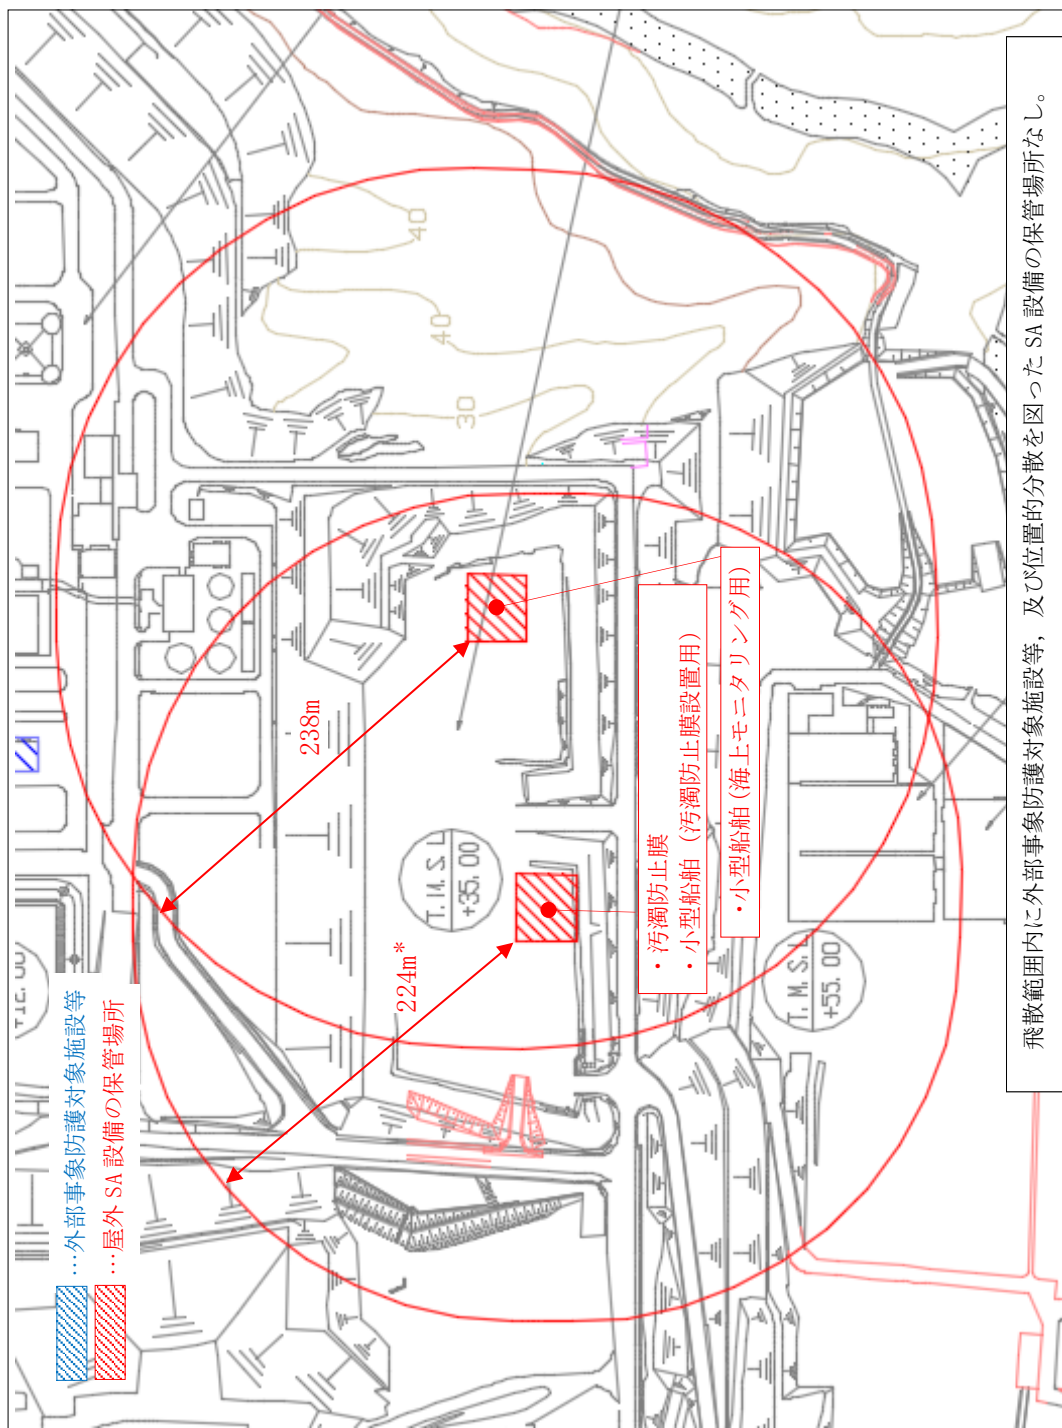 …外部事象防護対象施設等
…屋外 SA 設備の保管場所
238m
224m*
T.M.S.L
+35.00
T.M.S.L
+55.00
+12.00
40
40
30
・汚濁防止膜
・小型船舶（汚濁防止膜設置用）
・小型船舶(海上モニタリング用)
飛散範囲内に外部事象防護対象施設等，及び位置的分散を図った SA 設備の保管場所なし。